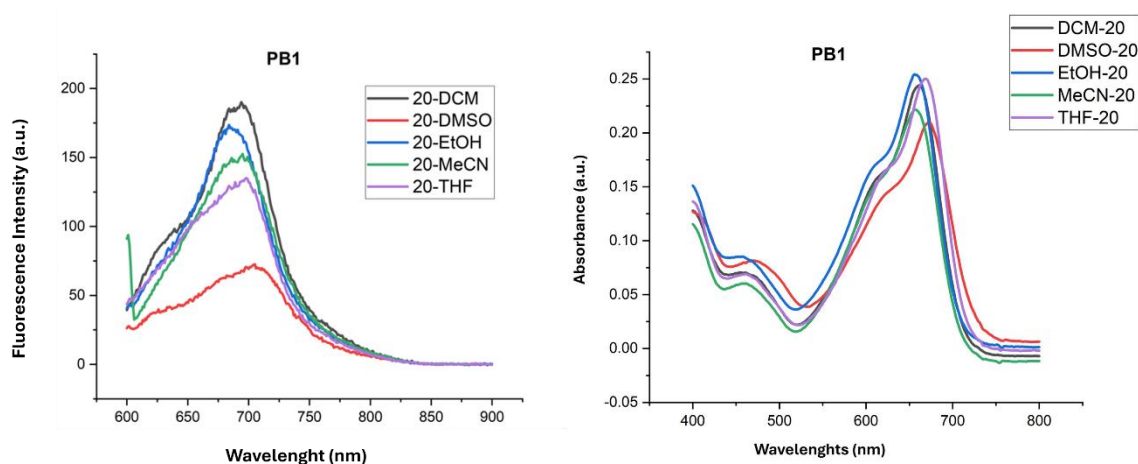 PB1
20-DCM
20-DMSO
20-EtOH
20-MeCN
20-THF
Fluorescence Intensity (a.u.)
200
150
100
50
0
600
650
700
750
800
850
900
Wavelenght (nm)
PB1
DCM-20
DMSO-20
EtOH-20
MeCN-20
THF-20
Absorbance (a.u.)
0.25
0.20
0.15
0.10
0.05
0.00
-0.05
400
500
600
700
800
Wavelenghts (nm)